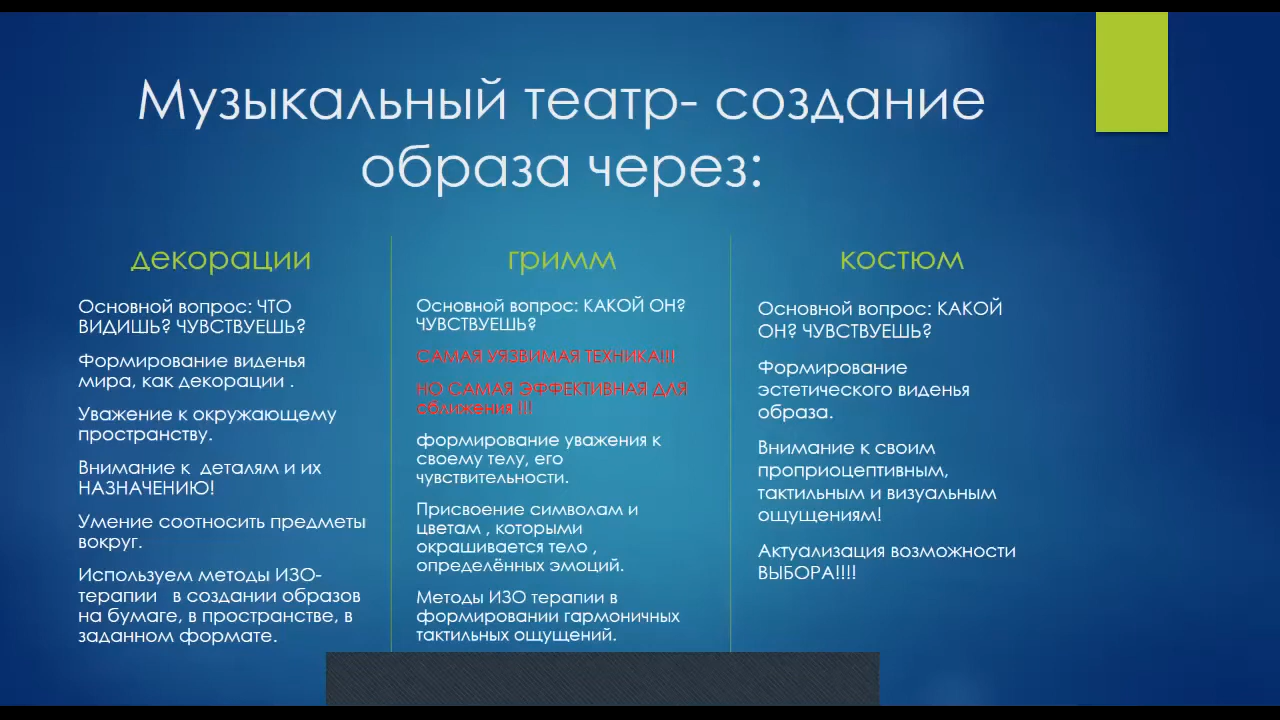 Музыкальный театр- создание
образа через:
декорации
Основной вопрос: ЧТО
ВИДИШЬ? ЧУВСТВУЕШЬ?
Формирование виденья
мира, как декорации .
Уважение к окружающему
пространству.
Внимание к  деталям и их
НАЗНАЧЕНИЮ!
Умение соотносить предметы
вокруг.
Используем методы ИЗО-
терапии   в создании образов
на бумаге, в пространстве, в
заданном формате.
гримм
Основной вопрос: КАКОЙ ОН?
ЧУВСТВУЕШЬ?
САМАЯ УЯЗВИМАЯ ТЕХНИКА!!!
НО САМАЯ ЭФФЕКТИВНАЯ ДЛЯ
сближения !!!
формирование уважения к
своему телу, его
чувствительности.
Присвоение символам и
цветам , которыми
окрашивается тело ,
определённых эмоций.
Методы ИЗО терапии в
формировании гармоничных
тактильных ощущений.
костюм
Основной вопрос: КАКОЙ
ОН? ЧУВСТВУЕШЬ?
Формирование
эстетического виденья
образа.
Внимание к своим
проприоцептивным,
тактильным и визуальным
ощущениям!
Актуализация возможности
ВЫБОРА!!!!